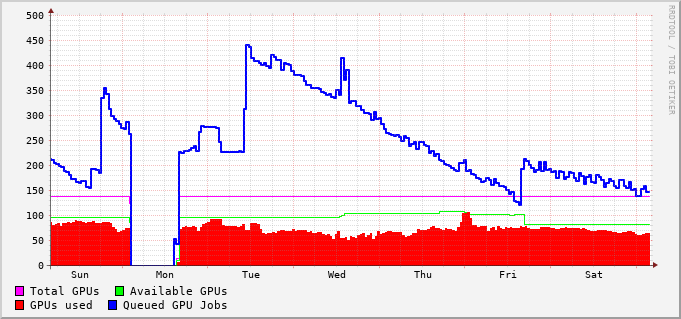 500
450
400
350
300
250
200
150
100
50
0
Sun Mon Tue Wed Thu Fri Sat
Total GPUs Available GPUs
GPUs used Queued GPU Jobs
RRDTOOL / TOBI OETIKER